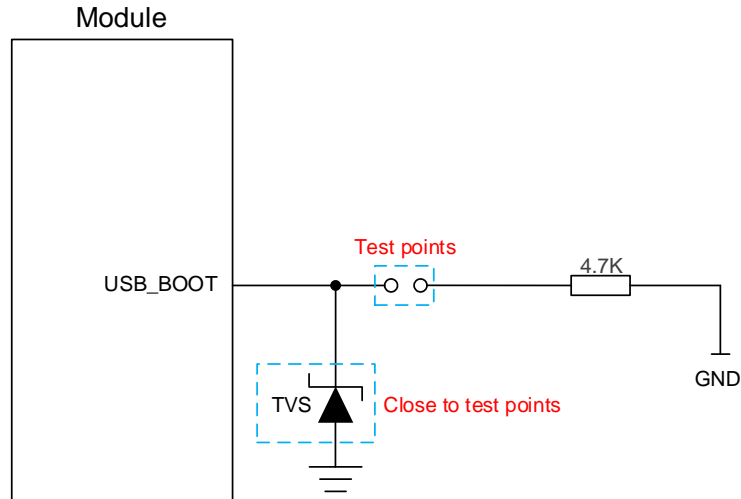 Module
Test points
4.7K
USB_BOOT
GND
TVS
Close to test points